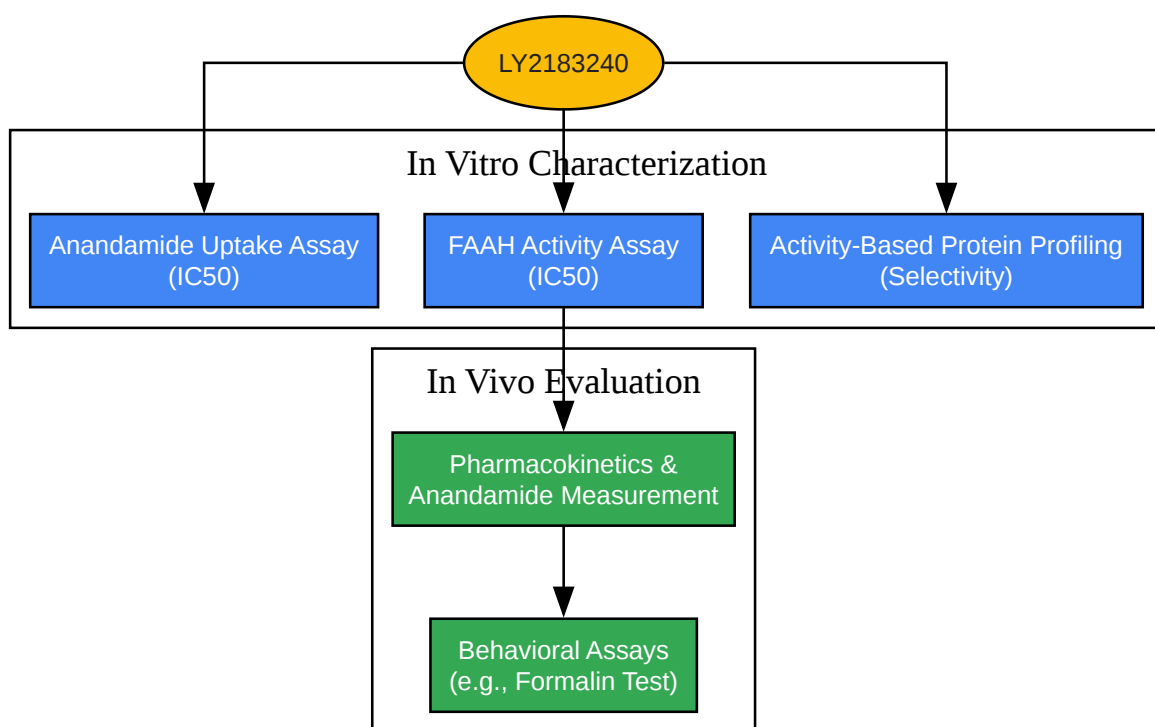 LY2183240
In Vitro Characterization
Anandamide Uptake Assay
(IC50)
FAAH Activity Assay
(IC50)
Activity-Based Protein Profiling
(Selectivity)
In Vivo Evaluation
Pharmacokinetics &
Anandamide Measurement
Behavioral Assays
(e.g., Formalin Test)